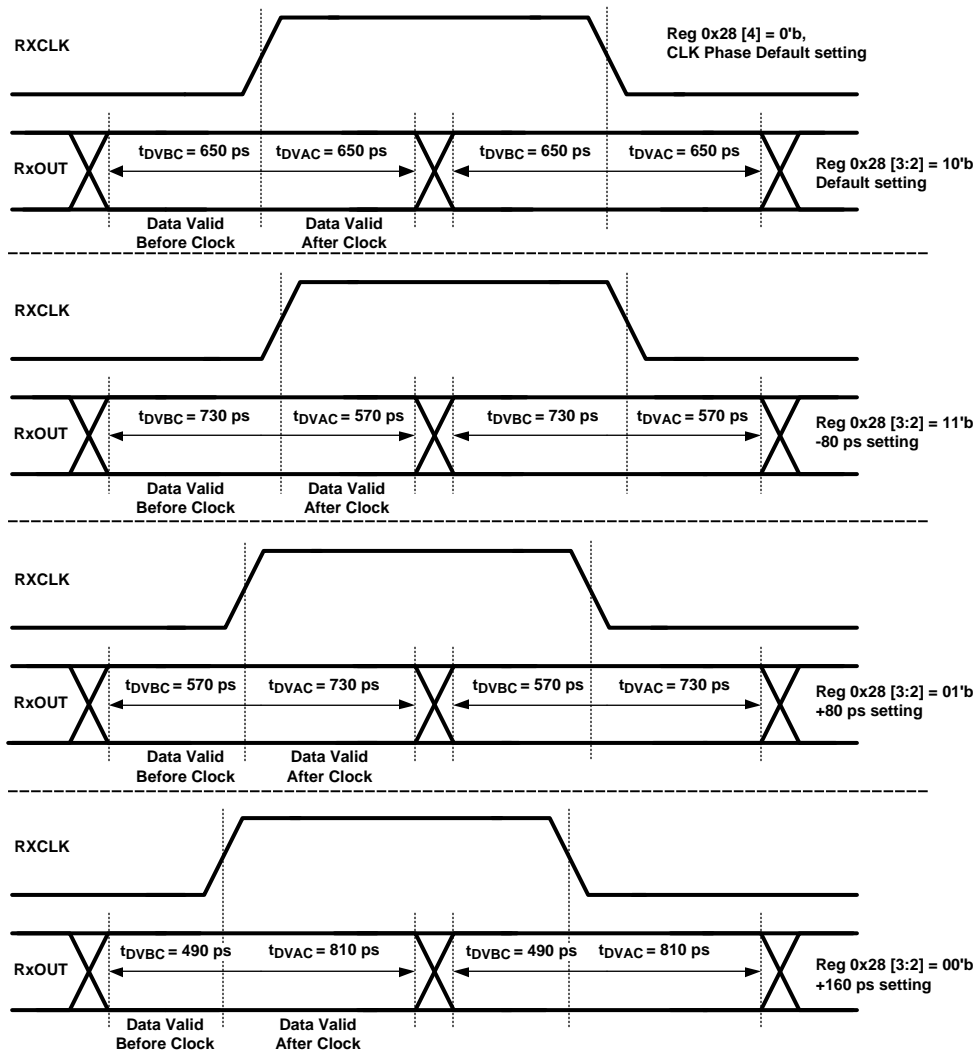 RXCLK
Reg 0x28 [4] = 0'b,
CLK Phase Default setting
RxOUT
tDVBC = 650 ps
tDVAC = 650 ps
tDVBC = 650 ps
tDVAC = 650 ps
Reg 0x28 [3:2] = 10'b
Default setting
Data Valid
Before Clock
Data Valid
After Clock
RXCLK
RxOUT
tDVBC = 730 ps
tDVAC = 570 ps
tDVBC = 730 ps
tDVAC = 570 ps
Reg 0x28 [3:2] = 11'b
-80 ps setting
Data Valid
Before Clock
Data Valid
After Clock
RXCLK
RxOUT
tDVBC = 570 ps
tDVAC = 730 ps
tDVBC = 570 ps
tDVAC = 730 ps
Reg 0x28 [3:2] = 01'b
+80 ps setting
Data Valid
Before Clock
Data Valid
After Clock
RXCLK
RxOUT
tDVBC = 490 ps
tDVAC = 810 ps
tDVBC = 490 ps
tDVAC = 810 ps
Reg 0x28 [3:2] = 00'b
+160 ps setting
Data Valid
Before Clock
Data Valid
After Clock